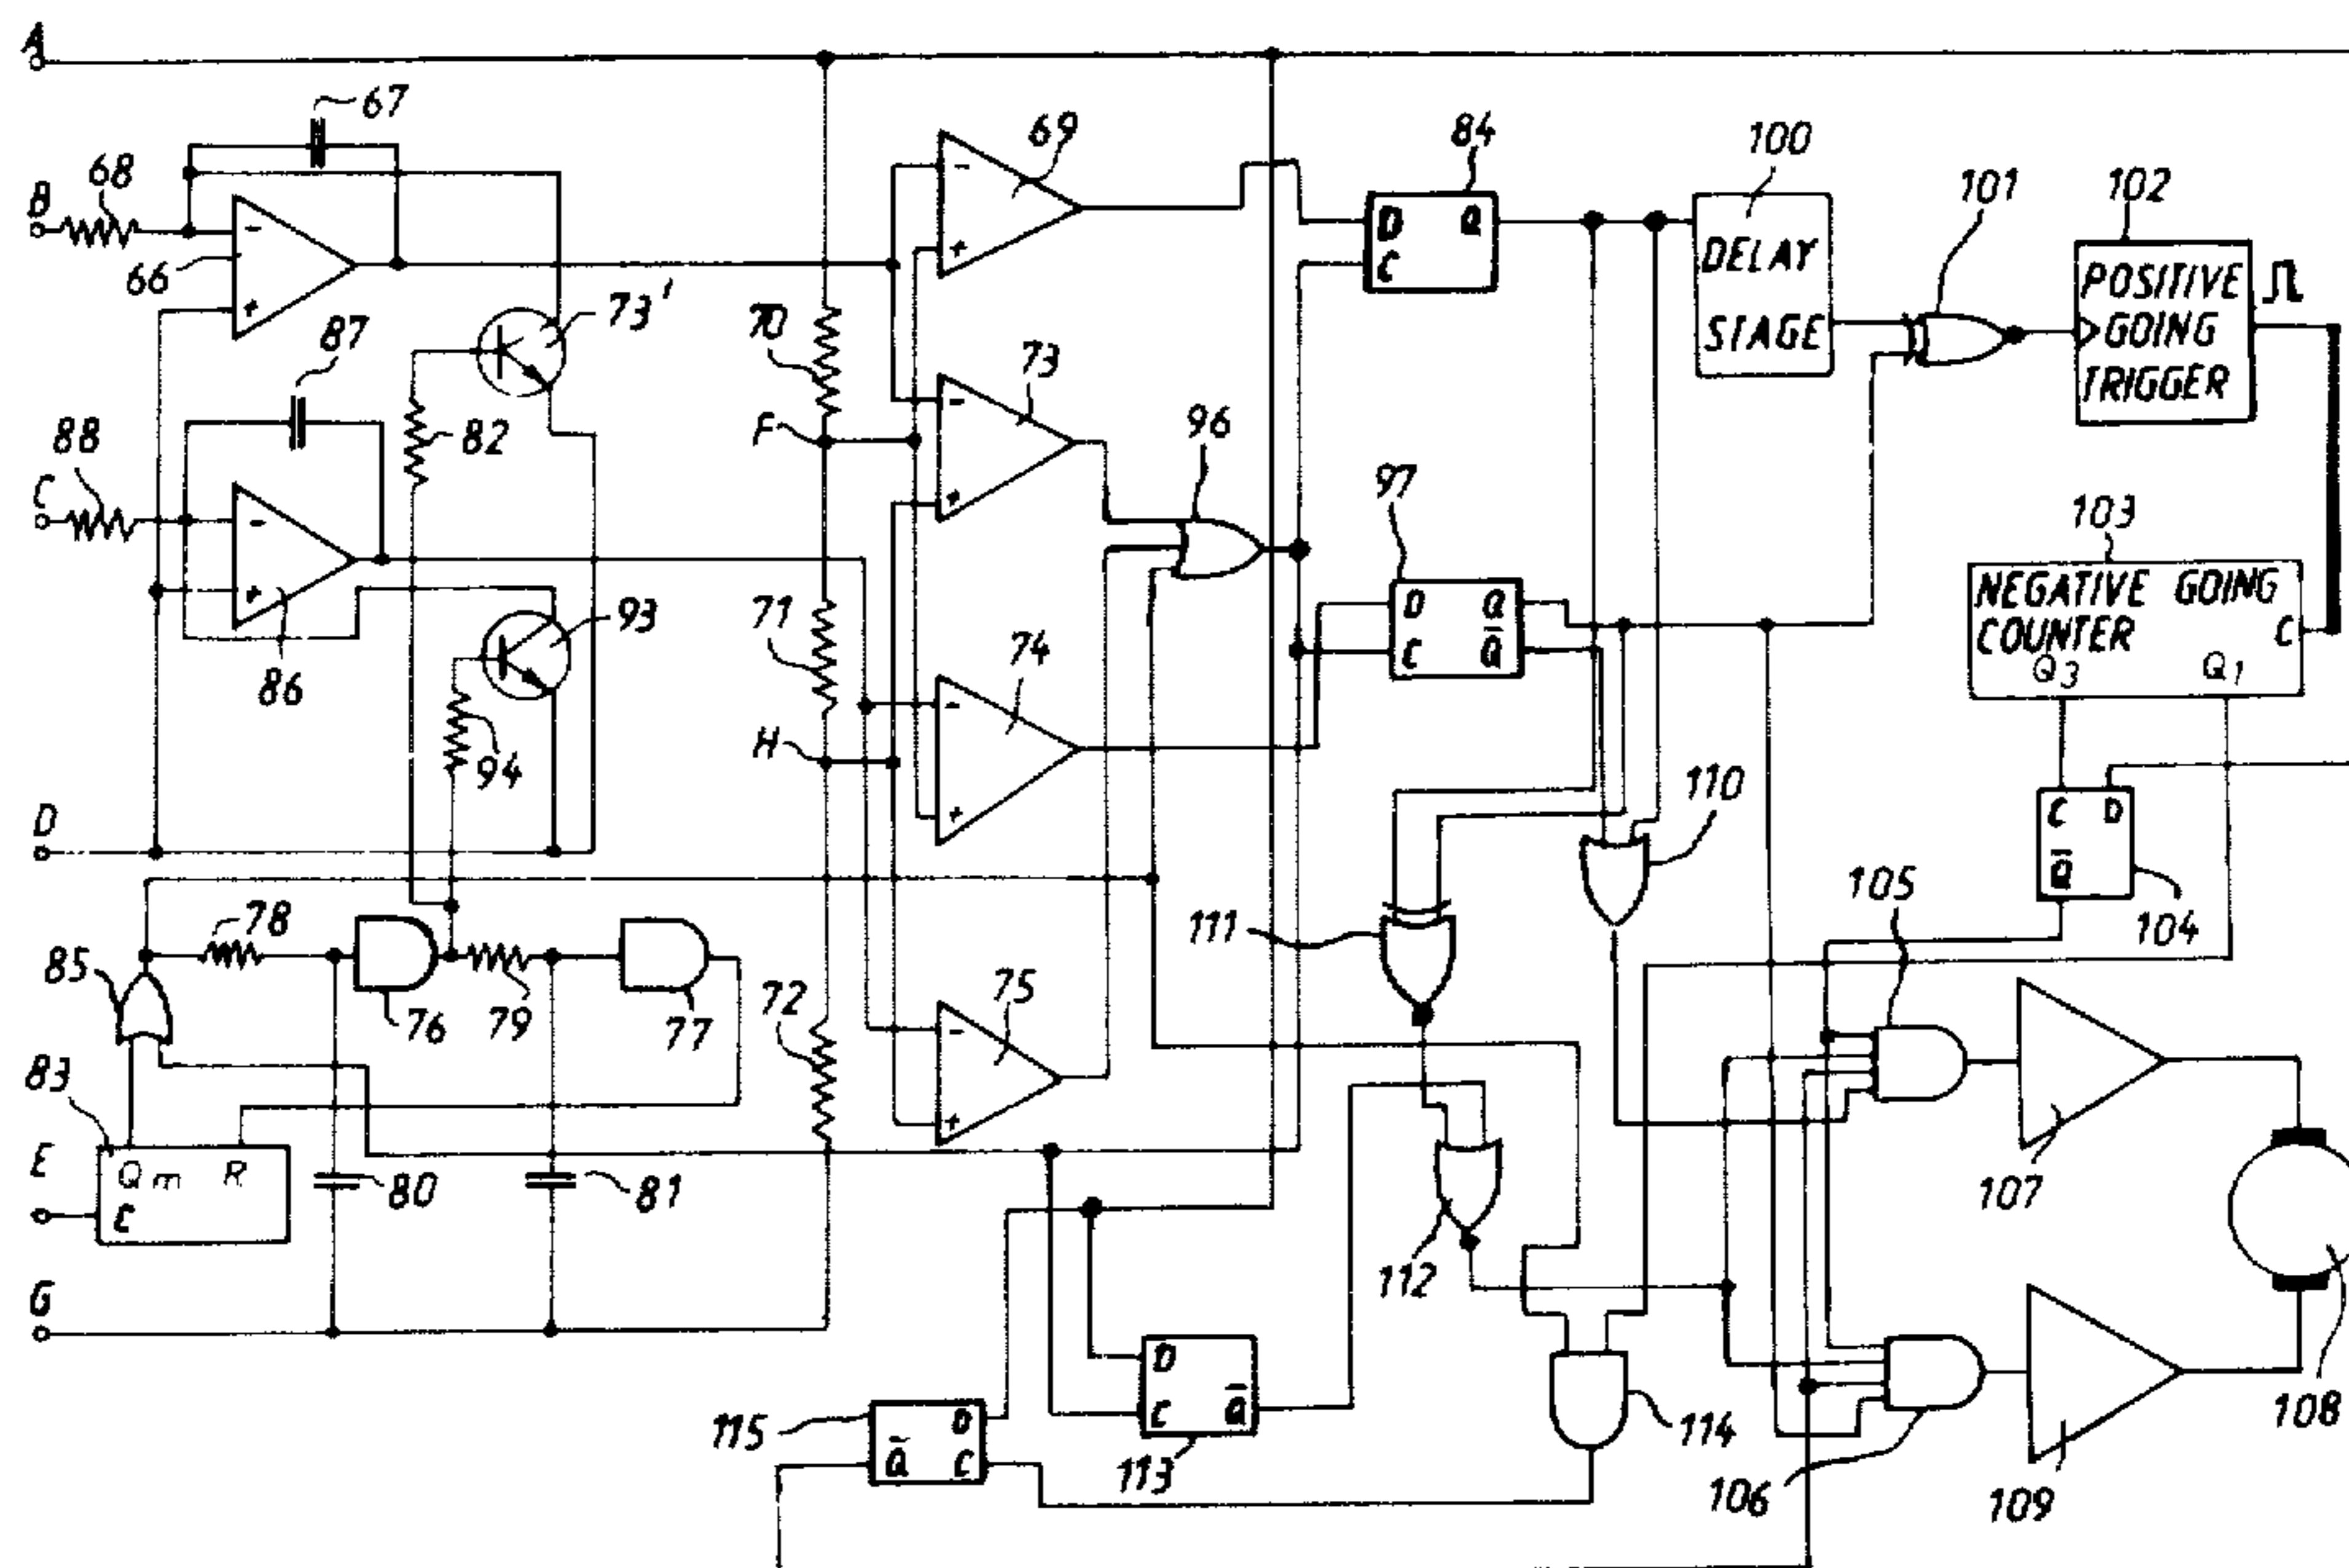 A
67
68
B
66
+
-
73'
87
88
C
82
-
+
86
93
94
D
78
85
76
79
77
83
E
Qm R
C
80
81
G
70
F
71
H
72
69
-
+
73
-
+
96
74
-
+
75
-
+
84
D Q
C
97
D Q
C Q̅
100
DELAY
STAGE
101
102
POSITIVE
GOING
TRIGGER
103
NEGATIVE GOING
COUNTER C
Q3 Q1
C D
Q̅
104
110
111
105
107
112
106
109
108
114
D
C Q̅
113
115
D
Q̅ C